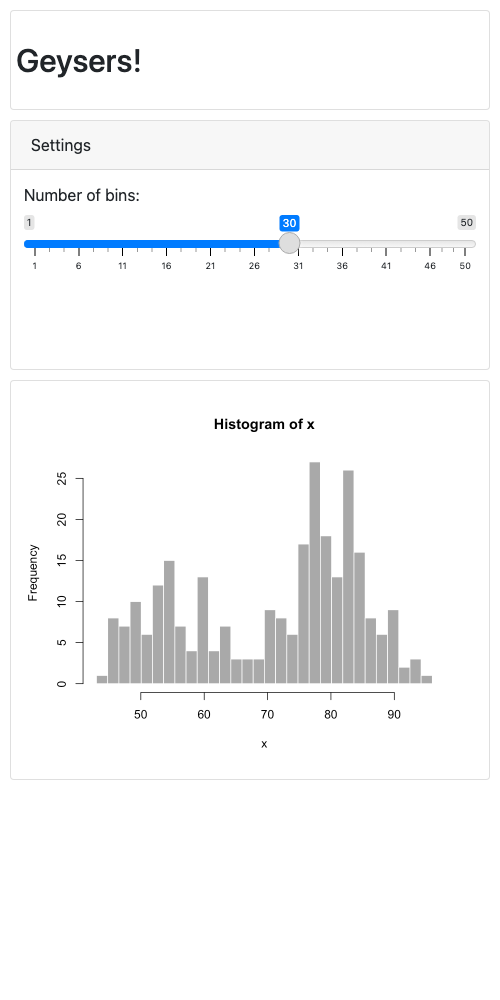 Geysers!
Settings
Number of bins:
1 30 50
1 6 11 16 21 26 31 36 41 46 50
Histogram of x
Frequency
25
20
15
10
5
0
50 60 70 80 90
x